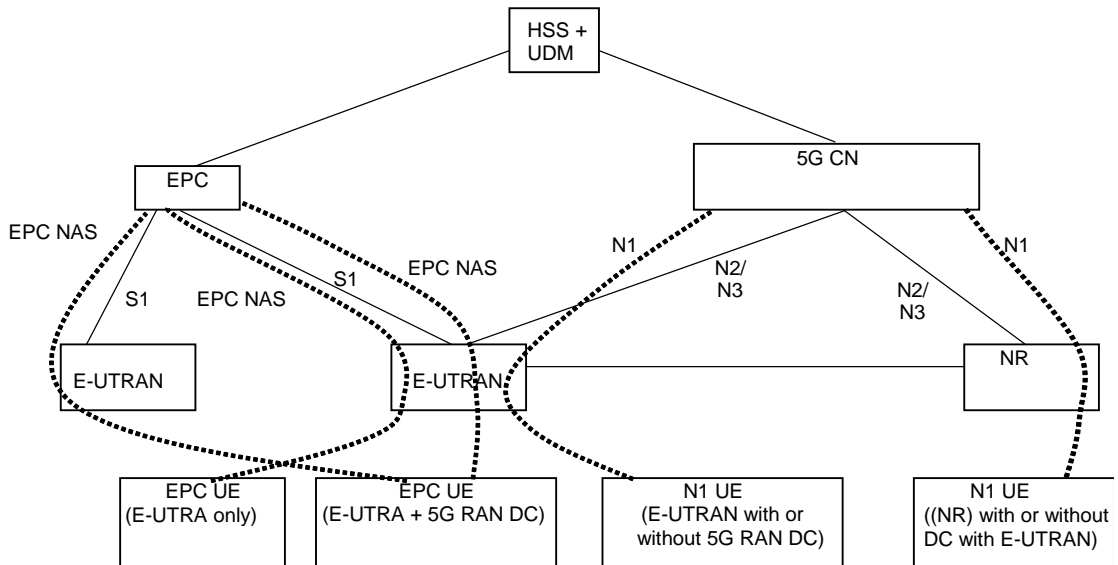 HSS +
UDM
EPC
5G CN
EPC NAS
N1
N1
EPC NAS
S1
N2/
N3
S1
EPC NAS
N2/
N3
E-UTRAN
E-UTRAN
NR
EPC UE
(E-UTRA only)
EPC UE
(E-UTRA + 5G RAN DC)
N1 UE
(E-UTRAN with or
without 5G RAN DC)
N1 UE
((NR) with or without
DC with E-UTRAN)